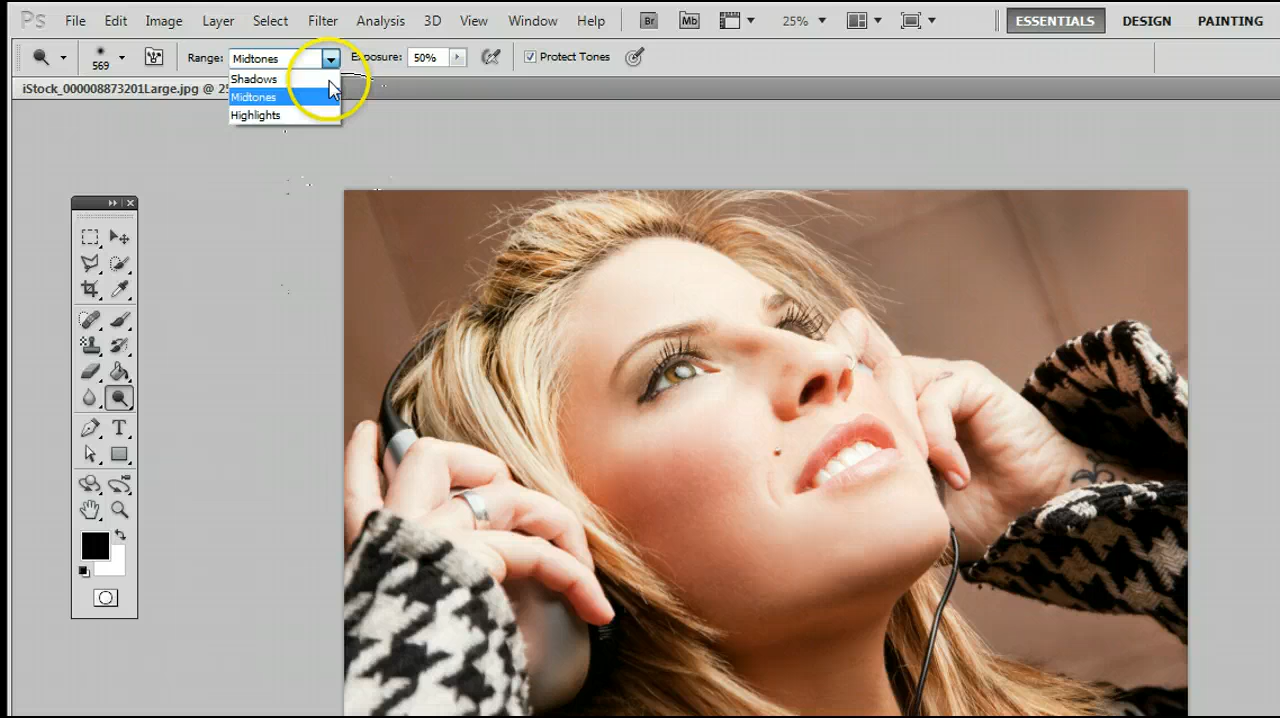 Ps File Edit Image Layer Select Filter Analysis 3D View Window Help Br Mb 25% ESSENTIALS DESIGN PAINTING
569 Range: Midtones Exposure: 50% Protect Tones
Shadows
iStock_000008873201Large.jpg @ 25
Midtones
Highlights
T